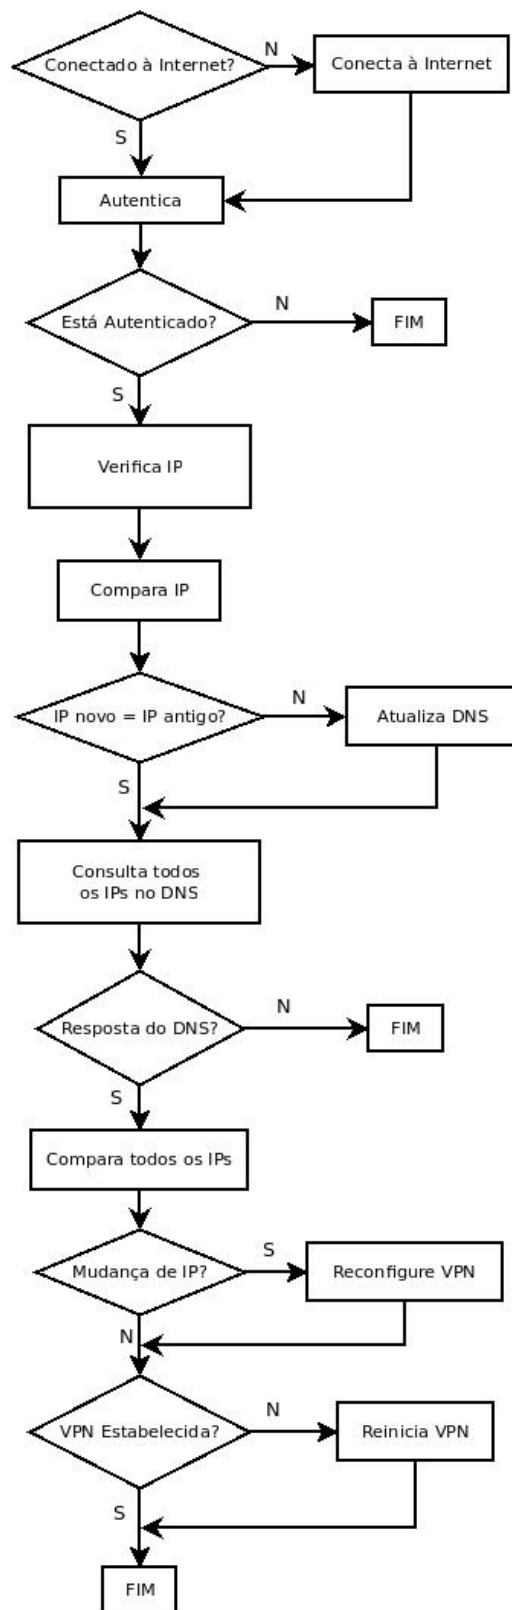 Conectado à Internet?
N
Conecta à Internet
S
Autentica
Está Autenticado?
N
FIM
S
Verifica IP
Compara IP
IP novo = IP antigo?
N
Atualiza DNS
S
Consulta todos
os IPs no DNS
Resposta do DNS?
N
FIM
S
Compara todos os IPs
Mudança de IP?
S
Reconfigure VPN
N
VPN Estabelecida?
N
Reinicia VPN
S
FIM